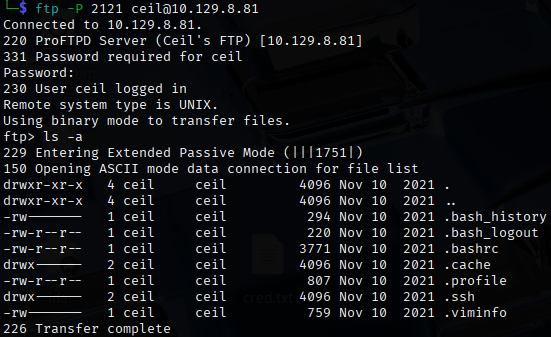 └─$ ftp -P 2121 ceil@10.129.8.81
Connected to 10.129.8.81.
220 ProFTPD Server (Ceil's FTP) [10.129.8.81]
331 Password required for ceil
Password:
230 User ceil logged in
Remote system type is UNIX.
Using binary mode to transfer files.
ftp> ls -a
229 Entering Extended Passive Mode (|||1751|)
150 Opening ASCII mode data connection for file list
drwxr-xr-x   4 ceil     ceil         4096 Nov 10  2021 .
drwxr-xr-x   4 ceil     ceil         4096 Nov 10  2021 ..
-rw-------   1 ceil     ceil          294 Nov 10  2021 .bash_history
-rw-r--r--   1 ceil     ceil          220 Nov 10  2021 .bash_logout
-rw-r--r--   1 ceil     ceil         3771 Nov 10  2021 .bashrc
drwx------   2 ceil     ceil         4096 Nov 10  2021 .cache
-rw-r--r--   1 ceil     ceil          807 Nov 10  2021 .profile
drwx------   2 ceil     ceil         4096 Nov 10  2021 .ssh
-rw-------   1 ceil     ceil          759 Nov 10  2021 .viminfo
226 Transfer complete
cred.txt